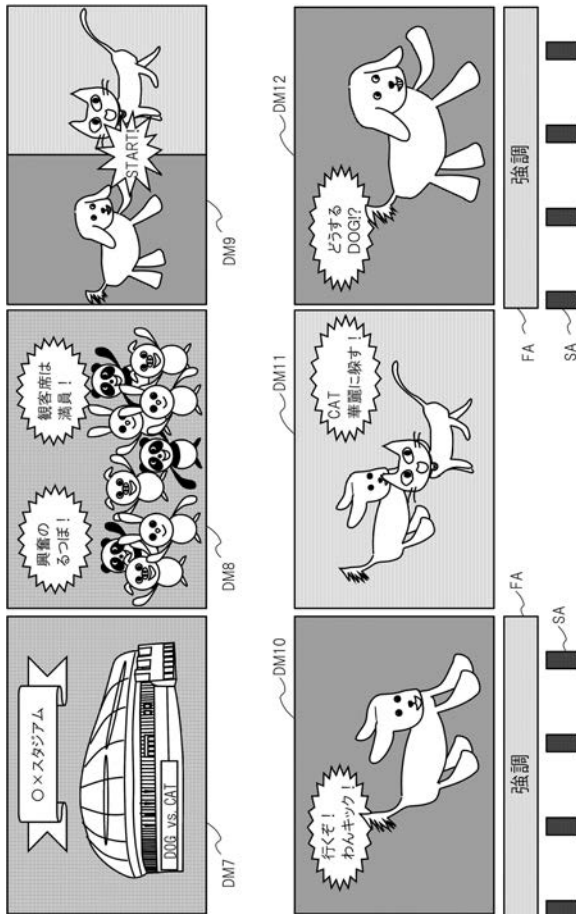 ○×スタジアム
DOG vs. CAT
DM7
興奮の
るつぼ！
観客席は
満員！
DM8
START!
DM9
行くぞ！
わんキック！
DM10
強調
FA
SA
CAT
華麗に躱す！
DM11
どうする
DOG!?
DM12
強調
FA
SA